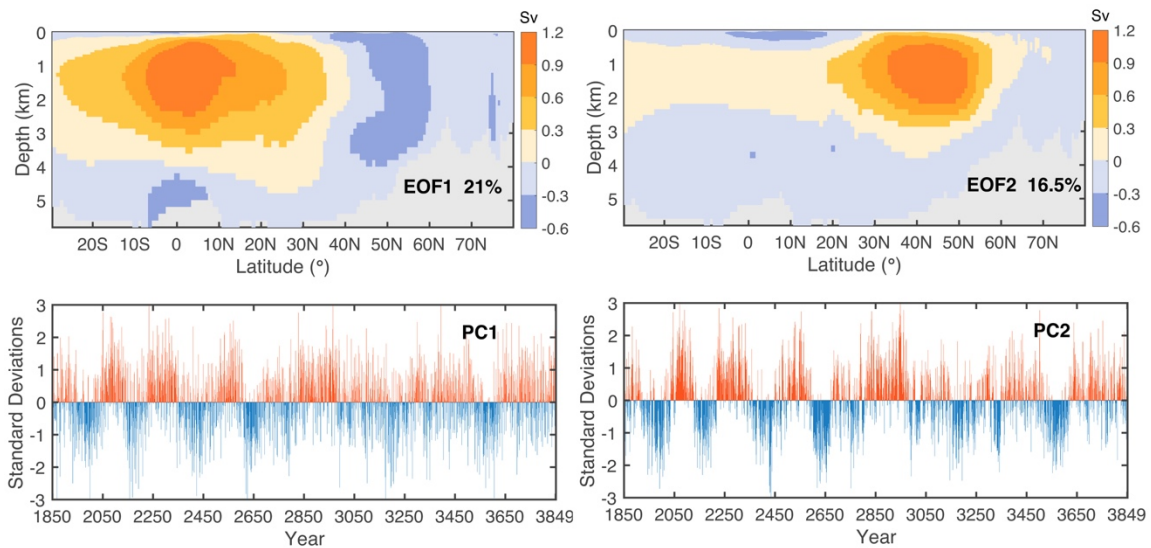 Sv
0
1
2
3
4
5
Depth (km)
EOF1 21%
1.2
0.9
0.6
0.3
0
-0.3
-0.6
20S 10S 0 10N 20N 30N 40N 50N 60N 70N
Latitude (°)
Sv
0
1
2
3
4
5
Depth (km)
EOF2 16.5%
1.2
0.9
0.6
0.3
0
-0.3
-0.6
20S 10S 0 10N 20N 30N 40N 50N 60N 70N
Latitude (°)
3
2
1
0
-1
-2
-3
Standard Deviations
PC1
1850 2050 2250 2450 2650 2850 3050 3250 3450 3650 3849
Year
3
2
1
0
-1
-2
-3
Standard Deviations
PC2
1850 2050 2250 2450 2650 2850 3050 3250 3450 3650 3849
Year